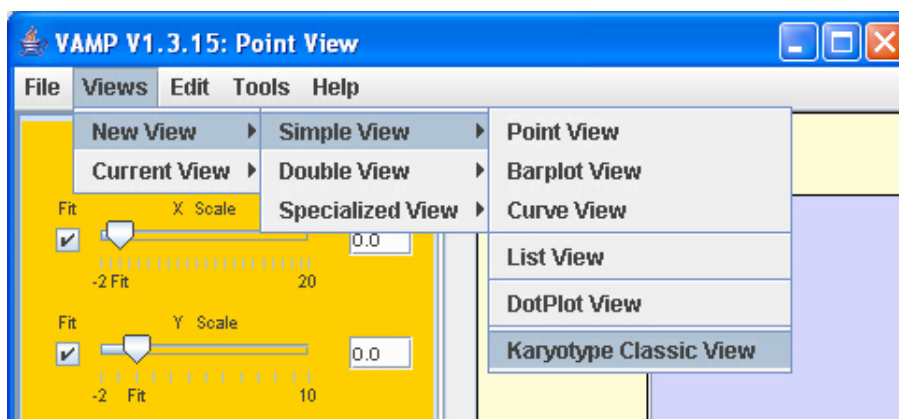 VAMP V1.3.15: Point View
File Views Edit Tools Help
New View Simple View Point View
Current View Double View Barplot View
Fit X Scale Specialized View Curve View
0.0
-2 Fit 20
List View
DotPlot View
Fit Y Scale
0.0 Karyotype Classic View
-2 Fit 10